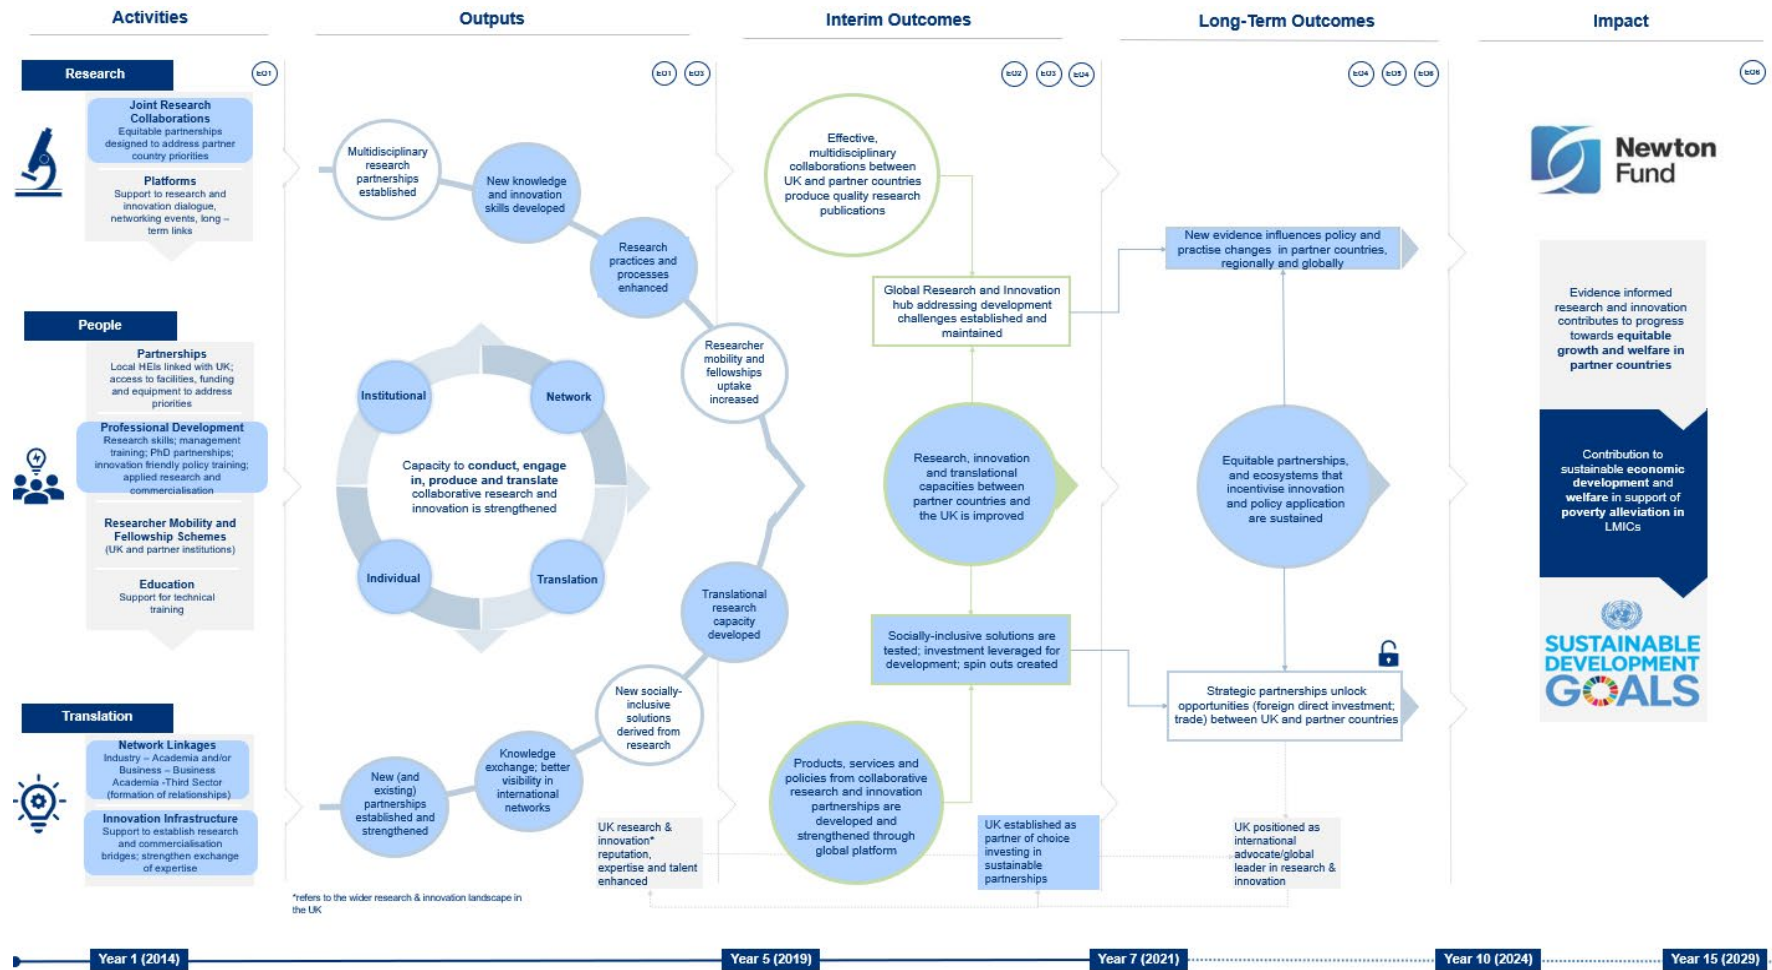 Activities
Outputs
Interim Outcomes
Long-Term Outcomes
Impact
Research
EO1
Joint Research
Collaborations
Equitable partnerships
designed to address partner
country priorities
Platforms
Support to research and
innovation dialogue,
networking events, long –
term links
People
Partnerships
Local HEIs linked with UK;
access to facilities, funding
and equipment to address
priorities
Professional Development
Research skills; management
training; PhD partnerships;
innovation friendly policy training;
applied research and
commercialisation
Researcher Mobility and
Fellowship Schemes
(UK and partner institutions)
Education
Support for technical
training
Translation
Network Linkages
Industry – Academia and/or
Business – Business
Academia -Third Sector
(formation of relationships)
Innovation Infrastructure
Support to establish research
and commercialisation
bridges; strengthen exchange
of expertise
EO1
EO3
Multidisciplinary
research
partnerships
established
New knowledge
and innovation
skills developed
Research
practices and
processes
enhanced
Researcher
mobility and
fellowships
uptake
increased
Institutional
Network
Capacity to conduct, engage
in, produce and translate
collaborative research and
innovation is strengthened
Individual
Translation
Translational
research
capacity
developed
New socially-
inclusive
solutions
derived from
research
Knowledge
exchange; better
visibility in
international
networks
New (and
existing)
partnerships
established and
strengthened
UK research &
innovation*
reputation,
expertise and talent
enhanced
*refers to the wider research & innovation landscape in
the UK
EO2
EO3
EO4
Effective,
multidisciplinary
collaborations between
UK and partner countries
produce quality research
publications
Global Research and Innovation
hub addressing development
challenges established and
maintained
Research, innovation
and translational
capacities between
partner countries and
the UK is improved
Socially-inclusive solutions are
tested; investment leveraged for
development; spin outs created
Products, services and
policies from collaborative
research and innovation
partnerships are
developed and
strengthened through
global platform
UK established as
partner of choice
investing in
sustainable
partnerships
EO4
EO5
EO6
New evidence influences policy and
practise changes in partner countries,
regionally and globally
Equitable partnerships,
and ecosystems that
incentivise innovation
and policy application
are sustained
Strategic partnerships unlock
opportunities (foreign direct investment;
trade) between UK and partner countries
UK positioned as
international
advocate/global
leader in research &
innovation
EO6
Newton
Fund
Evidence informed
research and innovation
contributes to progress
towards equitable
growth and welfare in
partner countries
Contribution to
sustainable economic
development and
welfare in support of
poverty alleviation in
LMICs
SUSTAINABLE
DEVELOPMENT
GOALS
Year 1 (2014)
Year 5 (2019)
Year 7 (2021)
Year 10 (2024)
Year 15 (2029)